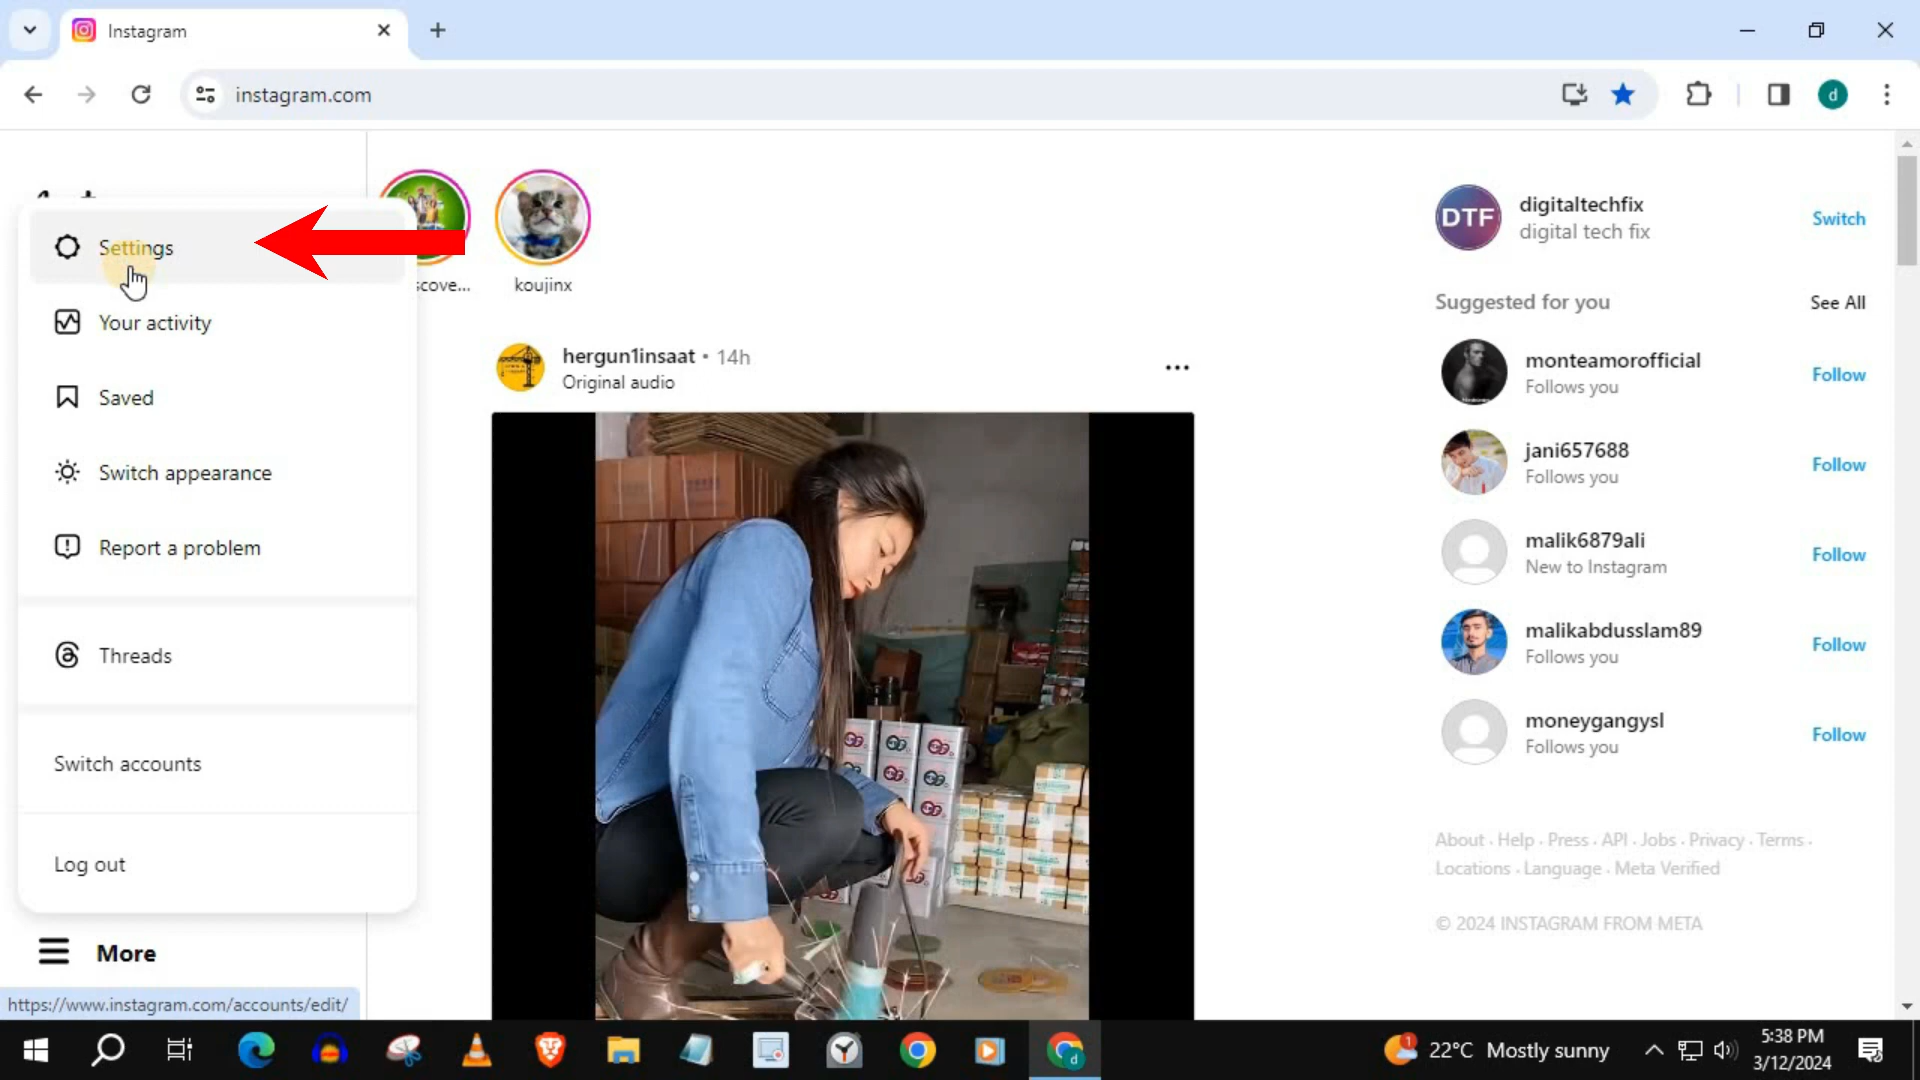 Instagram
instagram.com
d
Settings
Your activity
Saved
Switch appearance
Report a problem
Threads
Switch accounts
Log out
More
https://www.instagram.com/accounts/edit/
scove...
koujinx
hergun1insaat • 14h
Original audio
DTF
digitaltechfix
digital tech fix
Switch
Suggested for you
See All
monteamorofficial
Follows you
Follow
jani657688
Follows you
Follow
malik6879ali
New to Instagram
Follow
malikabdusslam89
Follows you
Follow
moneygangysl
Follows you
Follow
About · Help · Press · API · Jobs · Privacy · Terms ·
Locations · Language · Meta Verified
© 2024 INSTAGRAM FROM META
d
1
22°C Mostly sunny
5:38 PM
3/12/2024